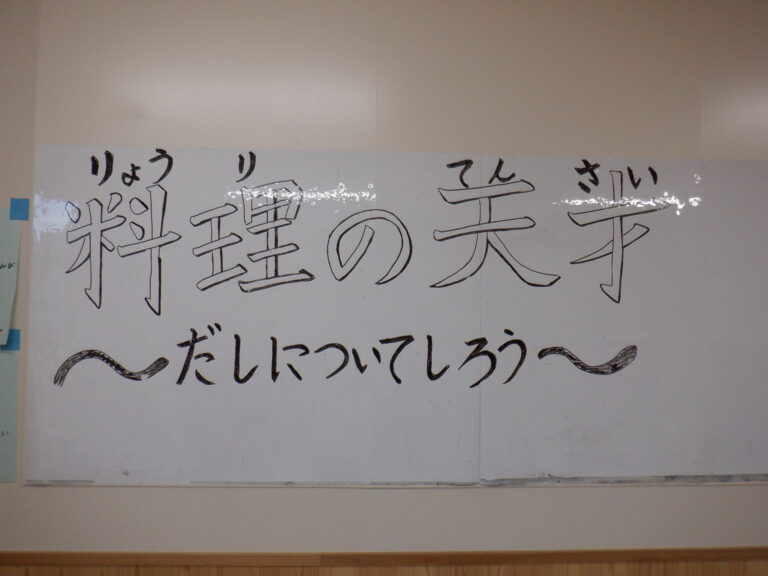 りょう り てん さい
料理の天才
～だしについてしろう～